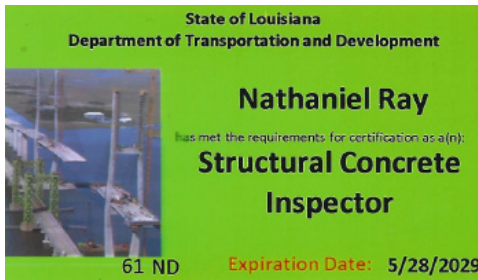 State of Louisiana
Department of Transportation and Development
Nathaniel Ray
has met the requirements for certification as a(n):
Structural Concrete
Inspector
61 ND
Expiration Date: 5/28/2029